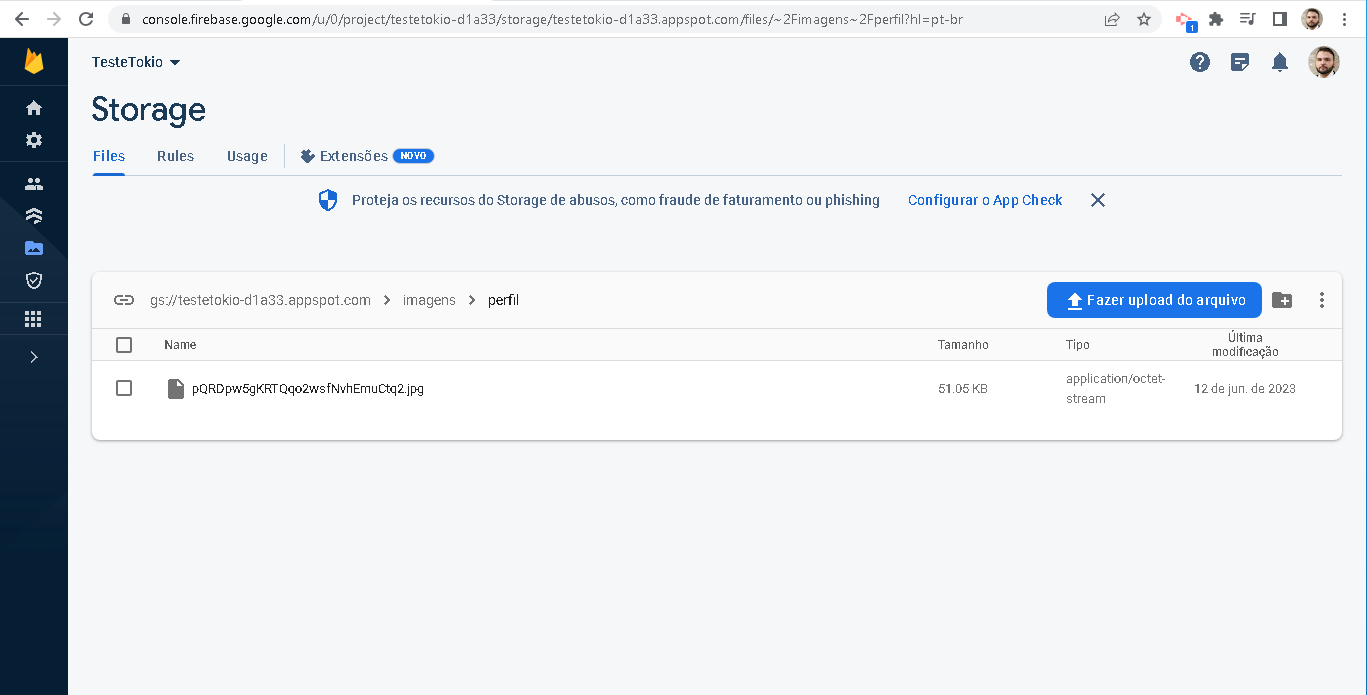 console.firebase.google.com/u/0/project/testetokio-d1a33/storage/testetokio-d1a33.appspot.com/files/~2Fimagens~2Fperfil?hl=pt-br
1
TesteTokio
Storage
Files Rules Usage Extensões NOVO
Proteja os recursos do Storage de abusos, como fraude de faturamento ou phishing Configurar o App Check
gs://testetokio-d1a33.appspot.com > imagens > perfil Fazer upload do arquivo
Name Tamanho Tipo Última
modificação
pQRDpw5gKRTQqo2wsfNvhEmuCtq2.jpg 51.05 KB application/octet-
stream 12 de jun. de 2023